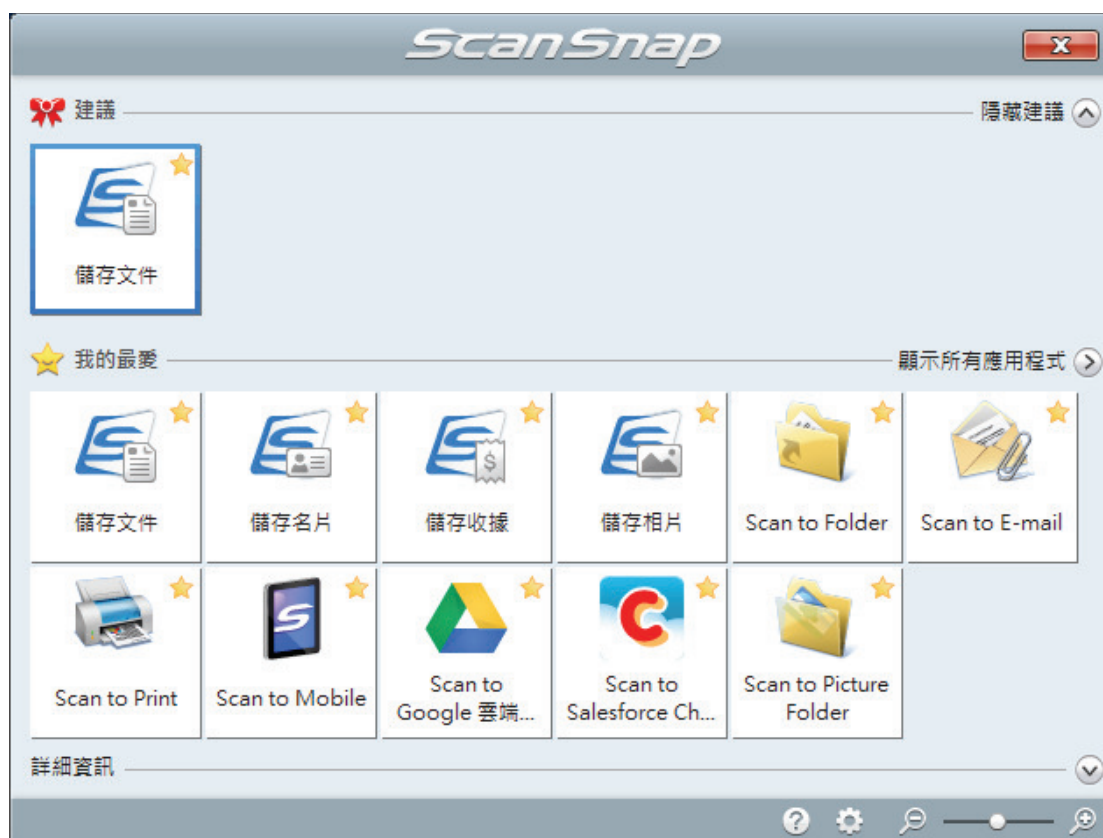 ScanSnap
建議
隱藏建議
儲存文件
我的最愛
顯示所有應用程式
儲存文件
儲存名片
儲存收據
儲存相片
Scan to Folder
Scan to E-mail
Scan to Print
Scan to Mobile
Scan to
Google 雲端...
Scan to
Salesforce Ch...
Scan to Picture
Folder
詳細資訊